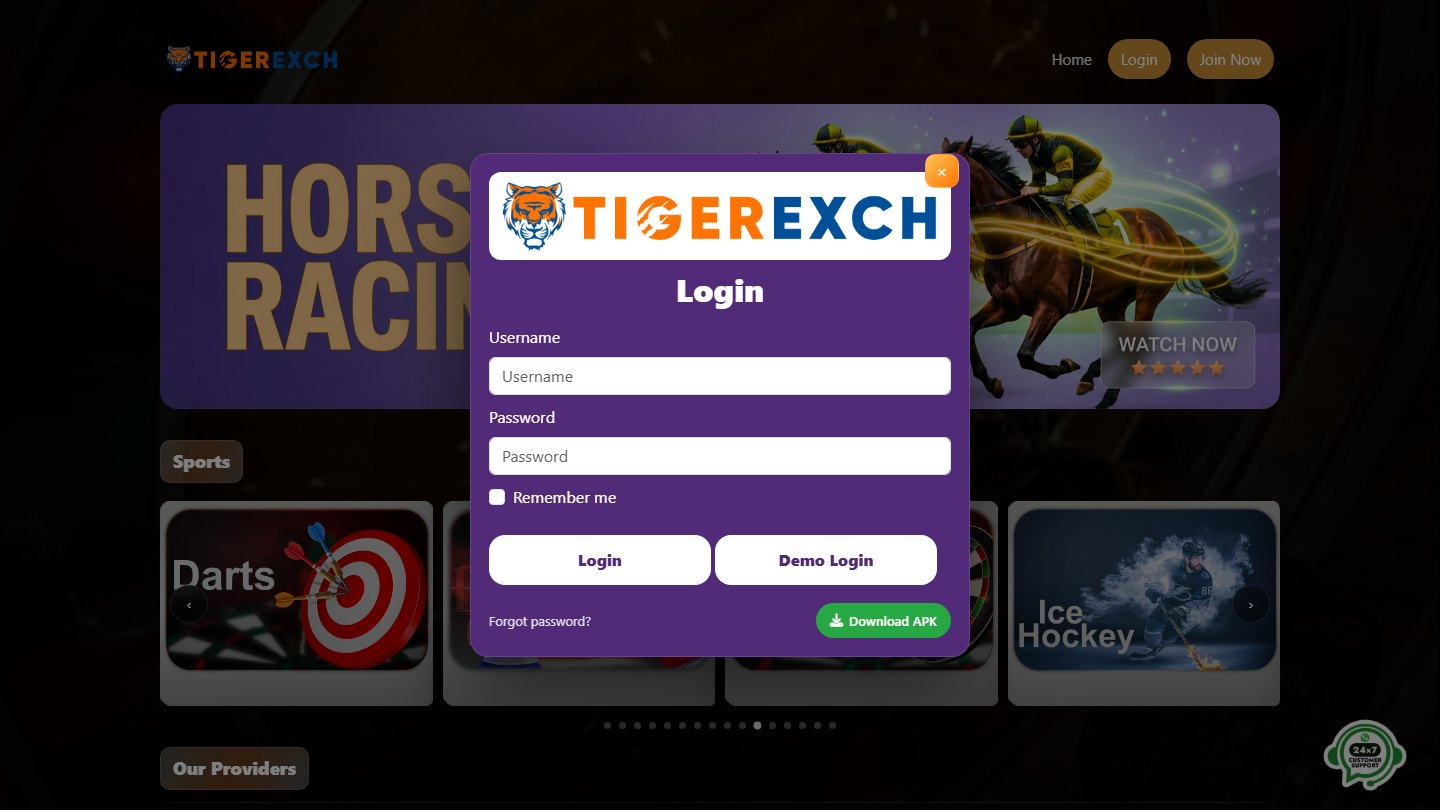 TIGEREXCH
Home
Login
Join Now
HORS
RACIN
WATCH NOW
×
TIGEREXCH
Login
Username
Username
Password
Password
Remember me
Login
Demo Login
Forgot password?
Download APK
Sports
Darts
Ice
Hockey
‹
›
Our Providers
24x7
CUSTOMER
SUPPORT